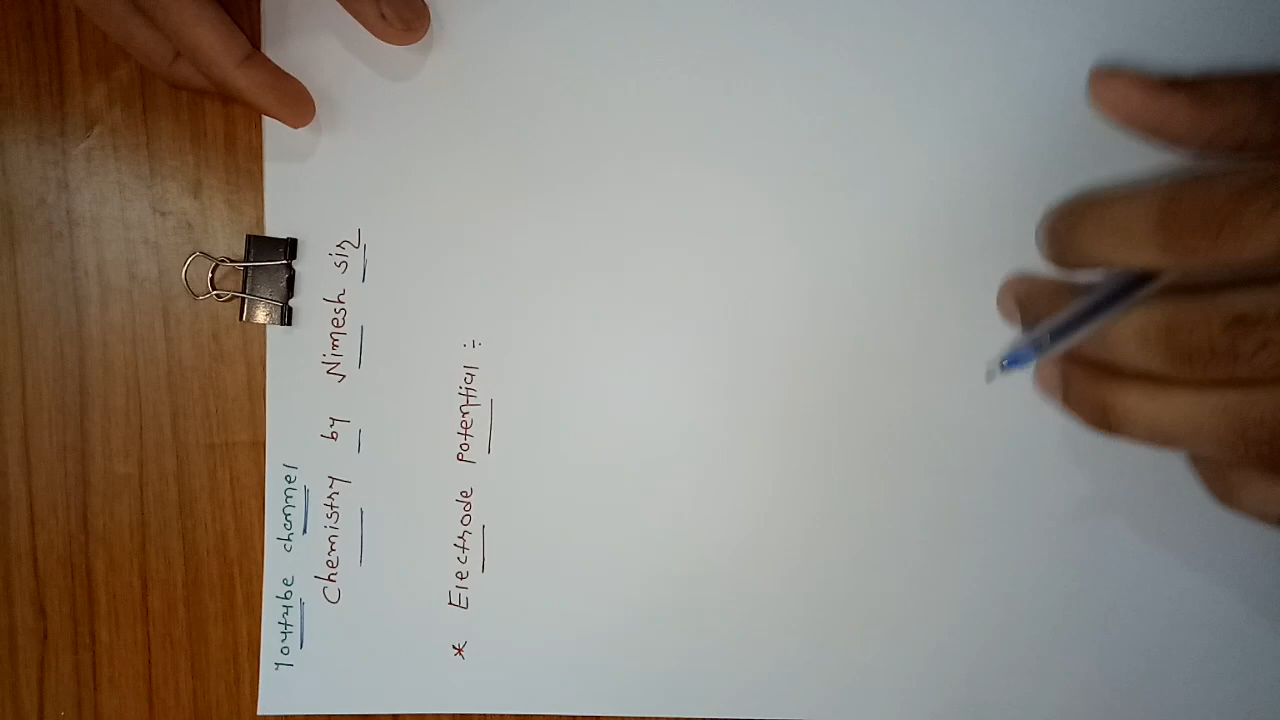 Youtube channel
Chemistry by Nimesh sir
* Electrode potential :